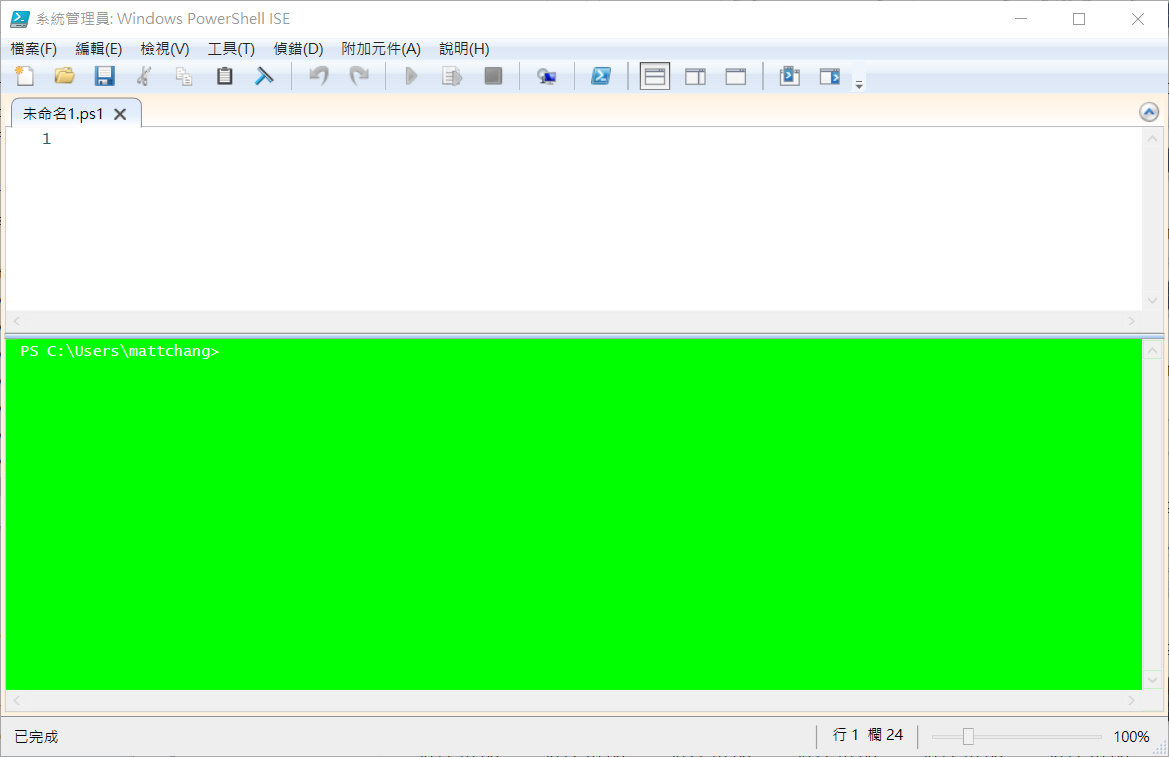 系統管理員: Windows PowerShell ISE
檔案(F) 編輯(E) 檢視(V) 工具(T) 偵錯(D) 附加元件(A) 說明(H)
未命名1.ps1
1
PS C:\Users\mattchang>
已完成 行 1 欄 24 100%